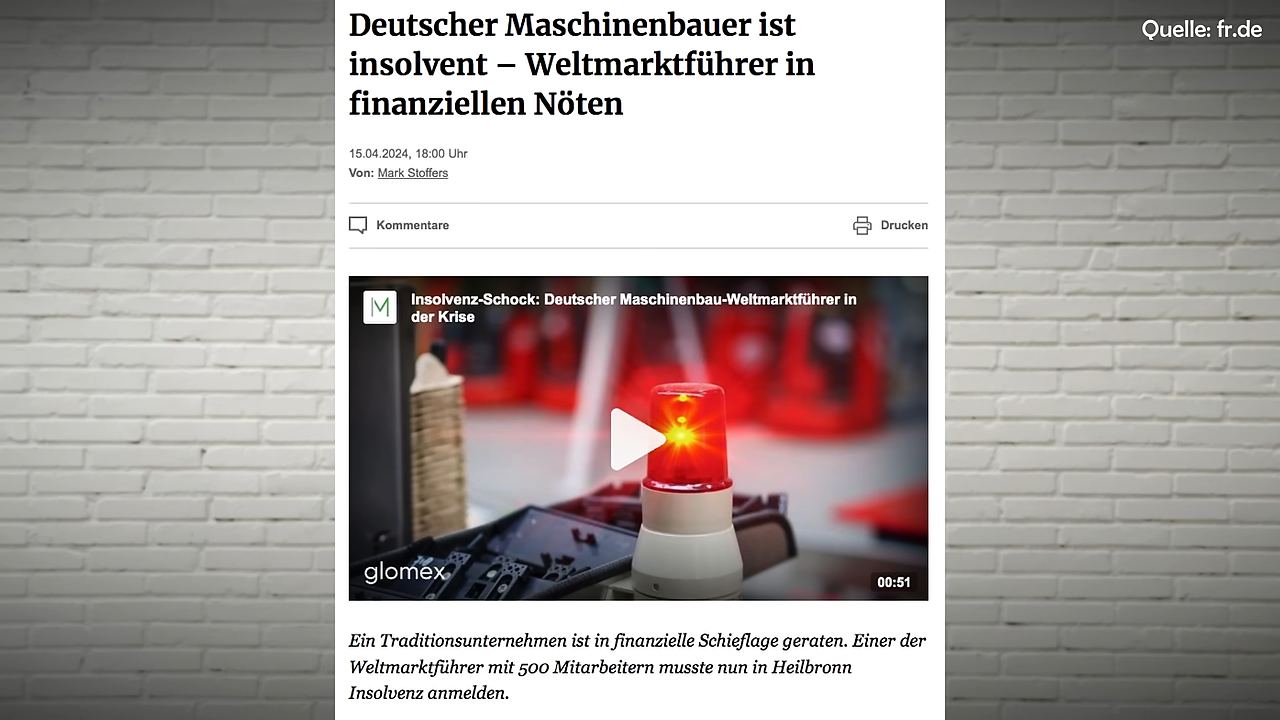 Quelle: fr.de
Deutscher Maschinenbauer ist
insolvent – Weltmarktführer in
finanziellen Nöten
15.04.2024, 18:00 Uhr
Von: Mark Stoffers
Kommentare
Drucken
Insolvenz-Schock: Deutscher Maschinenbau-Weltmarktführer in
der Krise
glomex
00:51
Ein Traditionsunternehmen ist in finanzielle Schieflage geraten. Einer der
Weltmarktführer mit 500 Mitarbeitern musste nun in Heilbronn
Insolvenz anmelden.